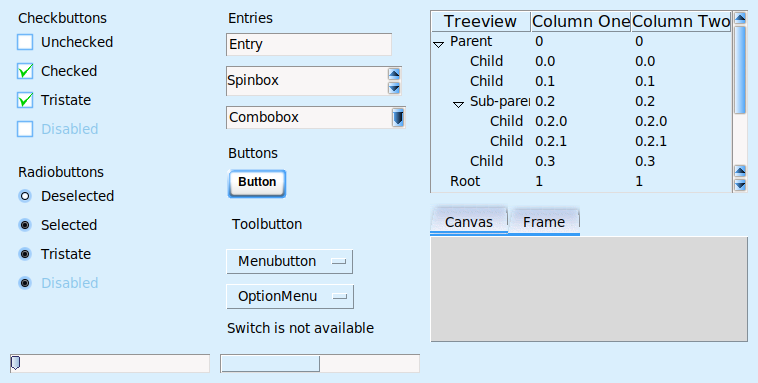 Checkbuttons
Unchecked
Checked
Tristate
Disabled
Radiobuttons
Deselected
Selected
Tristate
Disabled
Entries
Entry
Spinbox
Combobox
Buttons
Button
Toolbutton
Menubutton
OptionMenu
Switch is not available
Treeview Column One Column Two
Parent 0 0
Child 0.0 0.0
Child 0.1 0.1
Sub-parer 0.2 0.2
Child 0.2.0 0.2.0
Child 0.2.1 0.2.1
Child 0.3 0.3
Root 1 1
Canvas Frame